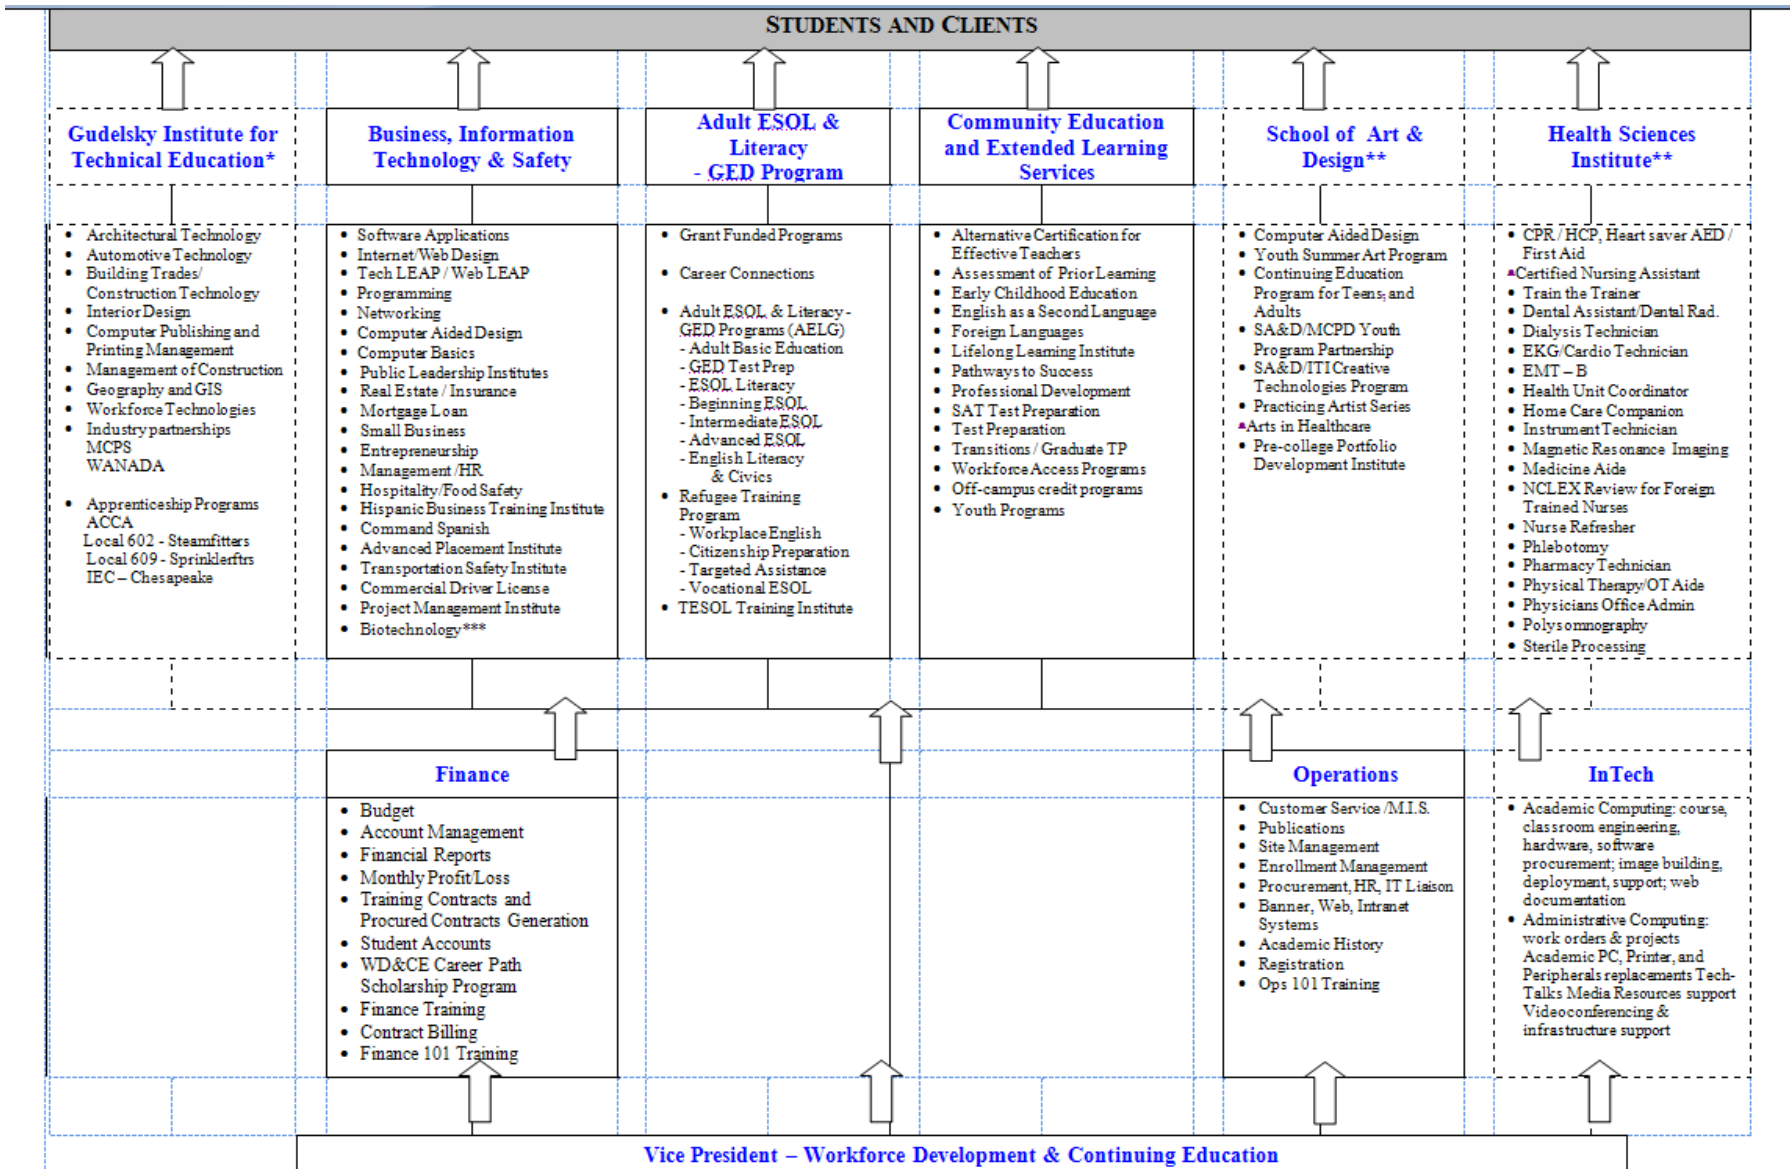 STUDENTS AND CLIENTS
Gudelsky Institute for
Technical Education*
• Architectural Technology
• Automotive Technology
• Building Trades/
Construction Technology
• Interior Design
• Computer Publishing and
Printing Management
• Management of Construction
• Geography and GIS
• Workforce Technologies
• Industry partnerships
MCPS
WANADA
• Apprenticeship Programs
ACCA
Local 602 - Steamfitters
Local 609 - Sprinklerftrs
IEC – Chesapeake
Business, Information
Technology & Safety
• Software Applications
• Internet/Web Design
• Tech LEAP / Web LEAP
• Programming
• Networking
• Computer Aided Design
• Computer Basics
• Public Leadership Institutes
• Real Estate / Insurance
• Mortgage Loan
• Small Business
• Entrepreneurship
• Management /HR
• Hospitality/Food Safety
• Hispanic Business Training Institute
• Command Spanish
• Advanced Placement Institute
• Transportation Safety Institute
• Commercial Driver License
• Project Management Institute
• Biotechnology***
Adult ESOL &
Literacy
- GED Program
• Grant Funded Programs
• Career Connections
• Adult ESOL & Literacy -
GED Programs (AELG)
- Adult Basic Education
- GED Test Prep
- ESOL Literacy
- Beginning ESOL
- Intermediate ESOL
- Advanced ESOL
- English Literacy
& Civics
• Refugee Training
Program
- Workplace English
- Citizenship Preparation
- Targeted Assistance
- Vocational ESOL
• TESOL Training Institute
Community Education
and Extended Learning
Services
• Alternative Certification for
Effective Teachers
• Assessment of Prior Learning
• Early Childhood Education
• English as a Second Language
• Foreign Languages
• Lifelong Learning Institute
• Pathways to Success
• Professional Development
• SAT Test Preparation
• Test Preparation
• Transitions / Graduate TP
• Workforce Access Programs
• Off-campus credit programs
• Youth Programs
School of Art &
Design**
• Computer Aided Design
• Youth Summer Art Program
• Continuing Education
Program for Teens, and
Adults
• SA&D/MCPD Youth
Program Partnership
• SA&D/ITI Creative
Technologies Program
• Practicing Artist Series
Arts in Healthcare
• Pre-college Portfolio
Development Institute
Health Sciences
Institute**
• CPR / HCP, Heart saver AED /
First Aid
Certified Nursing Assistant
• Train the Trainer
• Dental Assistant/Dental Rad.
• Dialysis Technician
• EKG/Cardio Technician
• EMT – B
• Health Unit Coordinator
• Home Care Companion
• Instrument Technician
• Magnetic Resonance Imaging
• Medicine Aide
• NCLEX Review for Foreign
Trained Nurses
• Nurse Refresher
• Phlebotomy
• Pharmacy Technician
• Physical Therapy/OT Aide
• Physicians Office Admin
• Polysomnography
• Sterile Processing
Finance
• Budget
• Account Management
• Financial Reports
• Monthly Profit/Loss
• Training Contracts and
Procured Contracts Generation
• Student Accounts
• WD&CE Career Path
Scholarship Program
• Finance Training
• Contract Billing
• Finance 101 Training
Operations
• Customer Service /M.I.S.
• Publications
• Site Management
• Enrollment Management
• Procurement, HR, IT Liaison
• Banner, Web, Intranet
Systems
• Academic History
• Registration
• Ops 101 Training
InTech
• Academic Computing: course,
classroom engineering,
hardware, software
procurement; image building,
deployment, support; web
documentation
• Administrative Computing:
work orders & projects
Academic PC, Printer, and
Peripherals replacements Tech-
Talks Media Resources support
Videoconferencing &
infrastructure support
Vice President – Workforce Development & Continuing Education